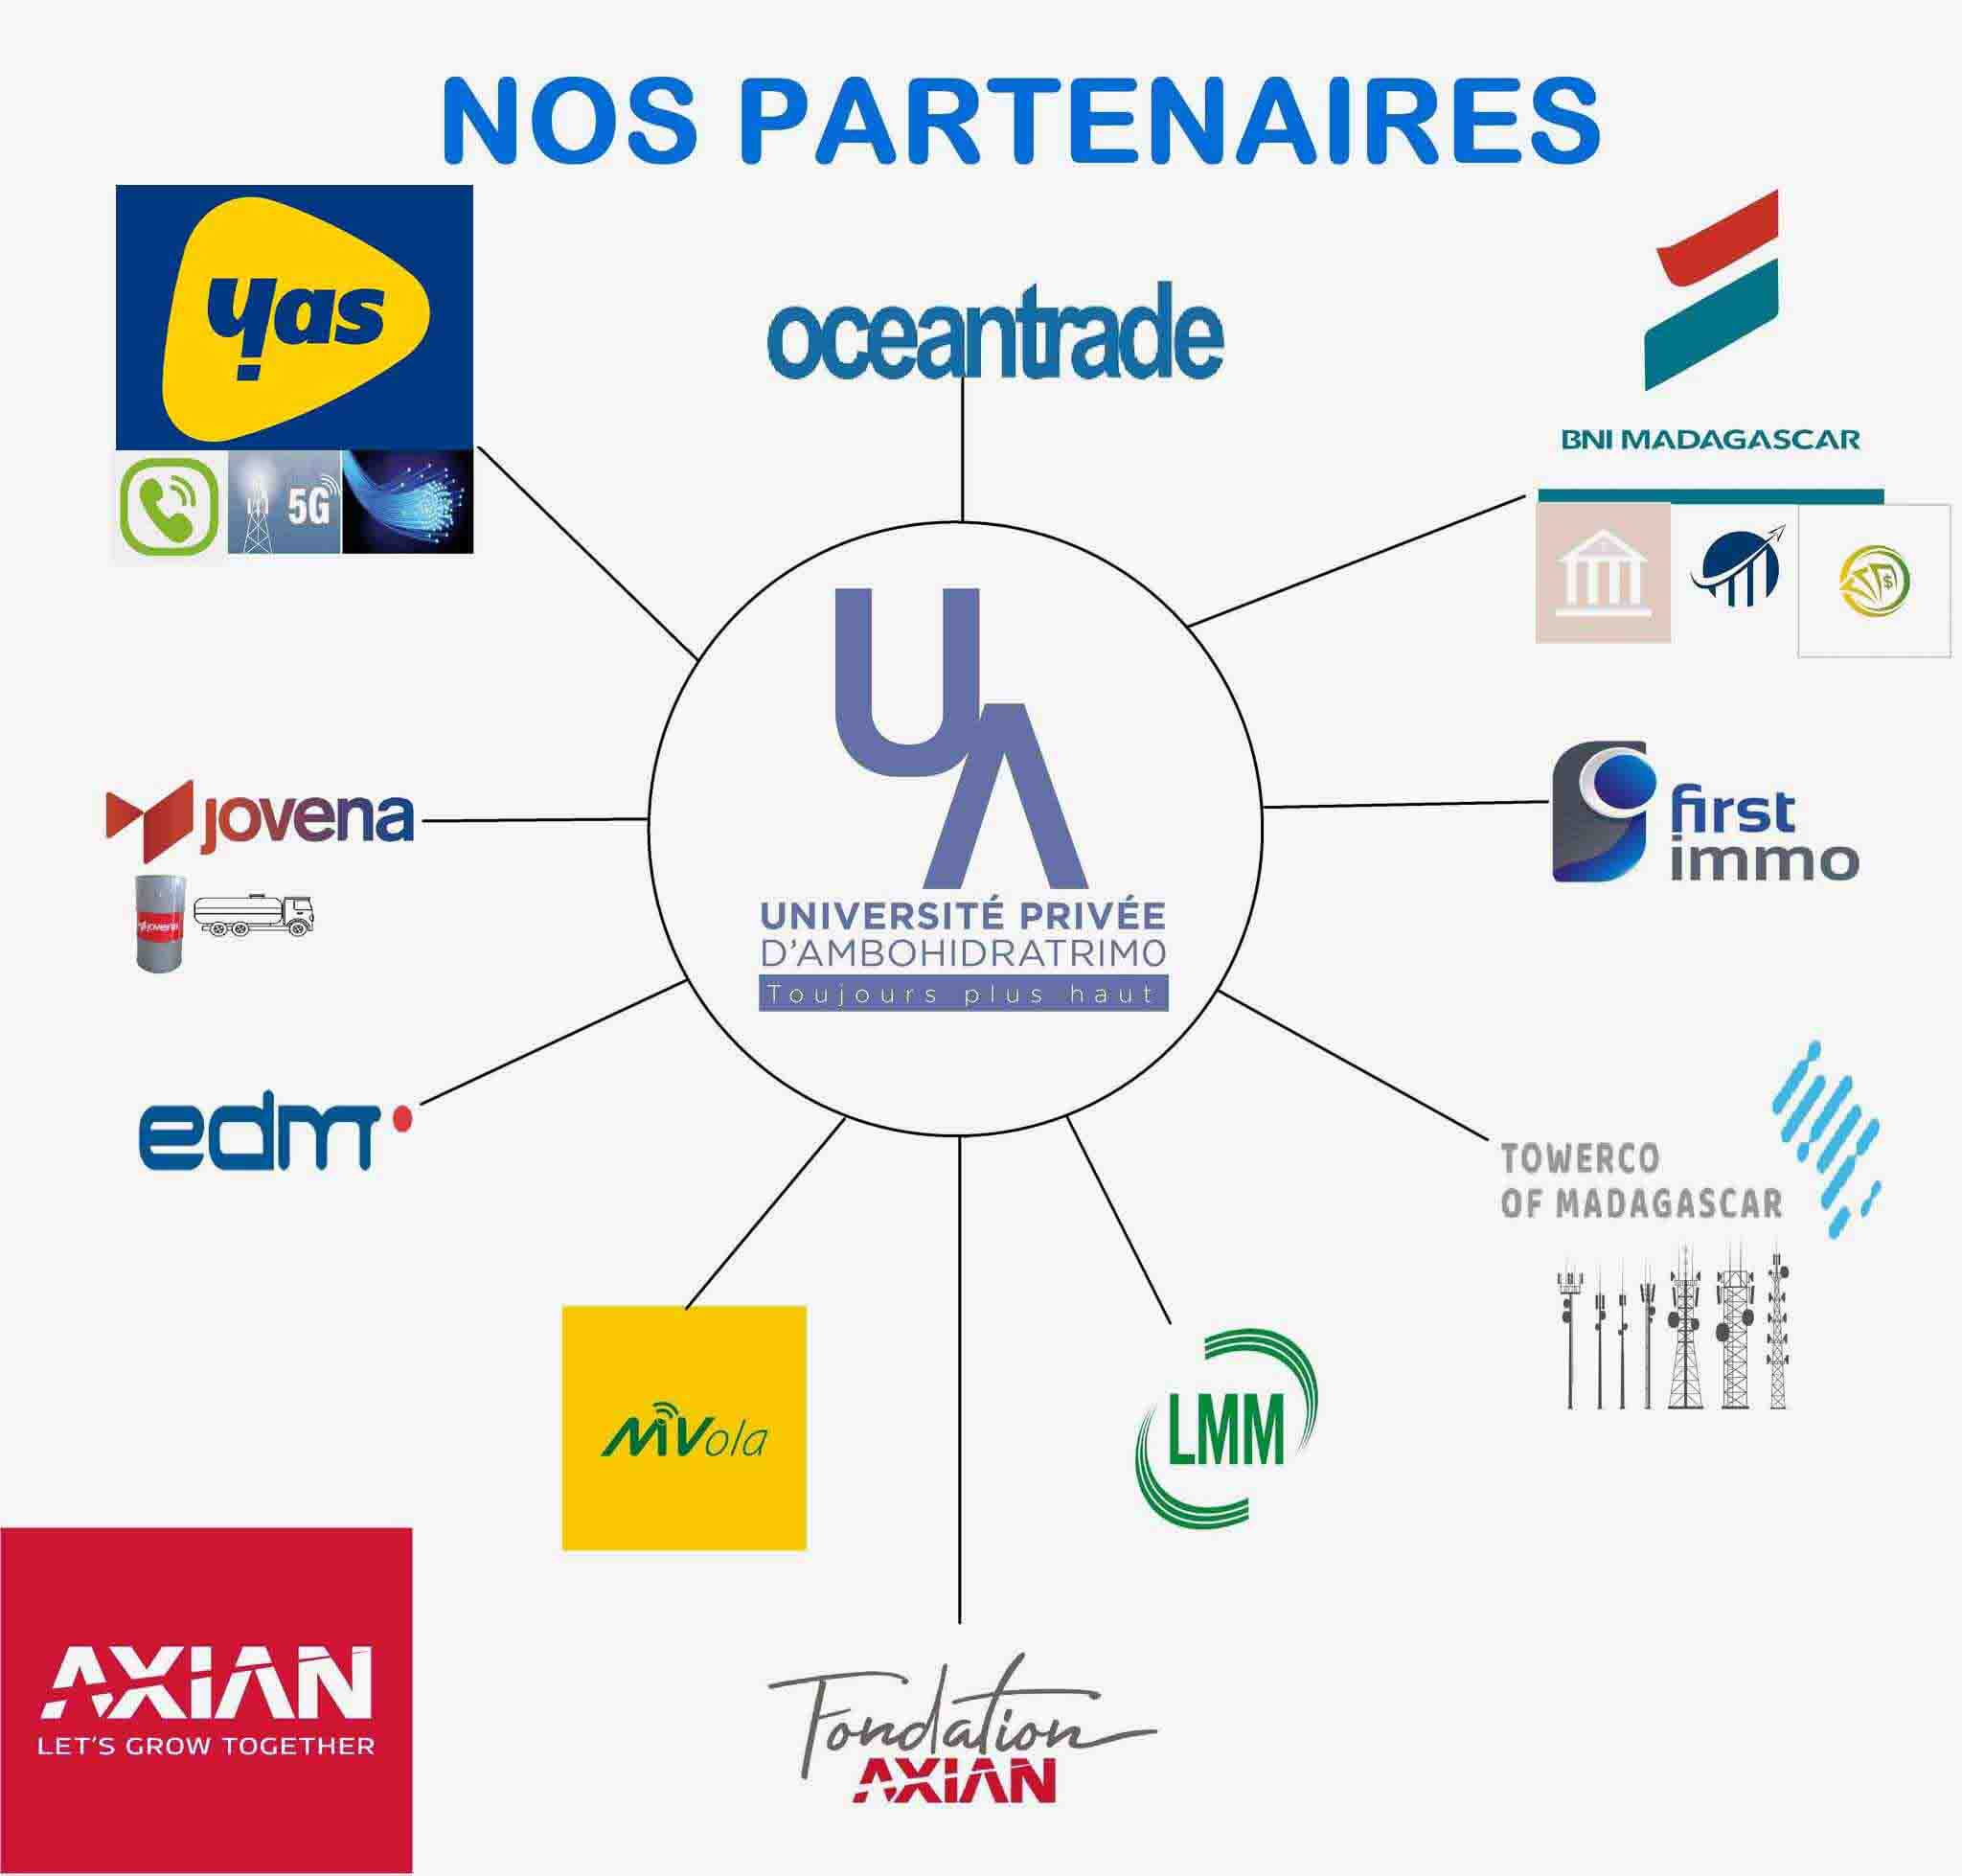 NOS PARTENAIRES
yas
5G
oceantrade
BNI MADAGASCAR
$
UA
UNIVERSITÉ PRIVÉE
D'AMBOHIDRATRIMO
Toujours plus haut
jovena
jovena
first
immo
edm
TOWERCO
OF MADAGASCAR
MVola
LMM
AXIAN
LET'S GROW TOGETHER
Fondation
AXIAN